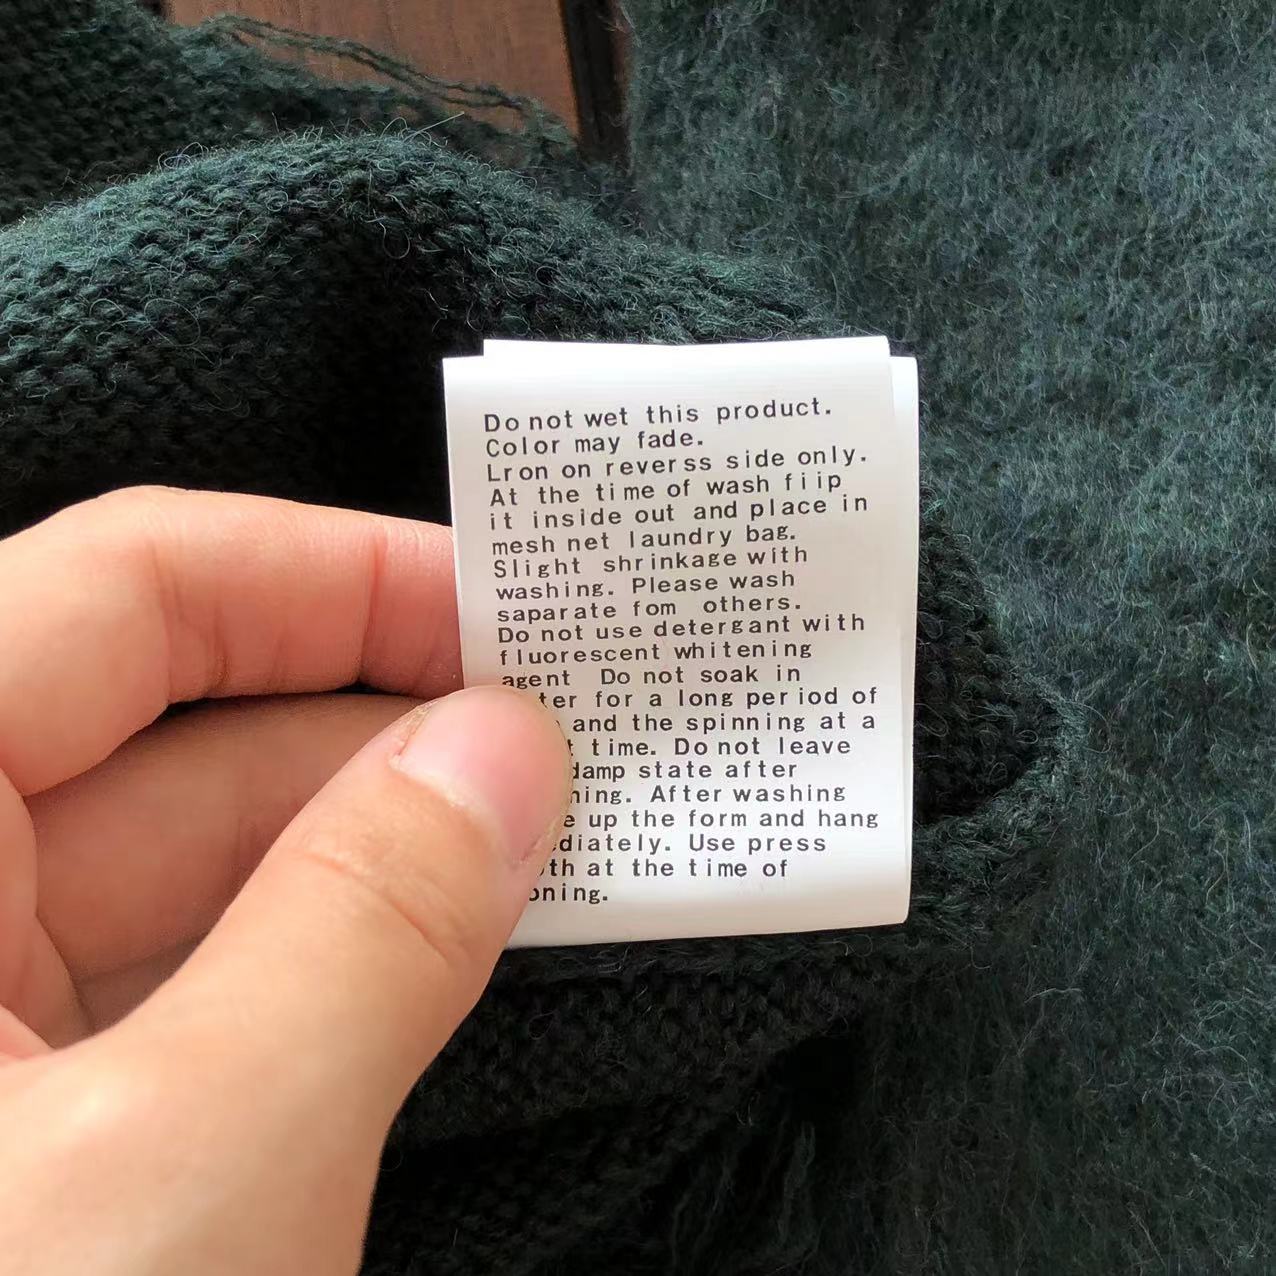 Do not wet this product.
Color may fade.
Lron on reverss side only.
At the time of wash fiip
it inside out and place in
mesh net laundry bag.
Slight shrinkage with
washing. Please wash
saparate fom others.
Do not use detergant with
fluorescent whitening
agent Do not soak in
for a long period of
and the spinning at a
time. Do not leave
damp state after
After washing
up the form and hang
Use press
at the time of